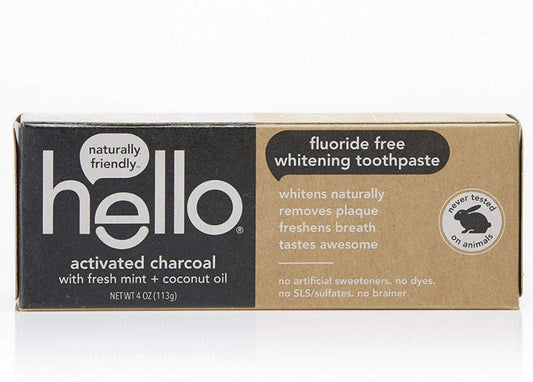 naturally
friendly™
hello®
activated charcoal
with fresh mint + coconut oil
NET WT 4 OZ (113g)
fluoride free
whitening toothpaste
whitens naturally
removes plaque
freshens breath
tastes awesome
no artificial sweeteners. no dyes.
no SLS/sulfates. no brainer.
never tested
on animals